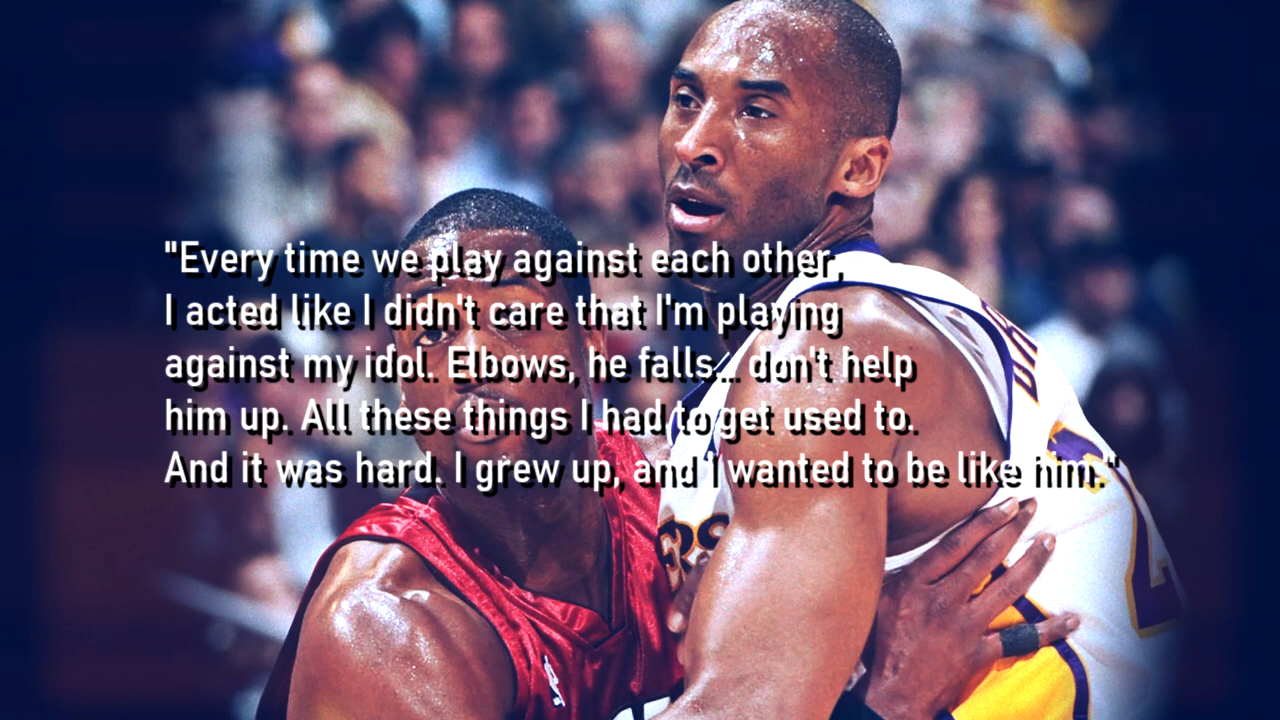 "Every time we play against each other,
I acted like I didn't care that I'm playing
against my idol. Elbows, he falls... don't help
him up. All these things I had to get used to.
And it was hard. I grew up, and I wanted to be like him."
ERS